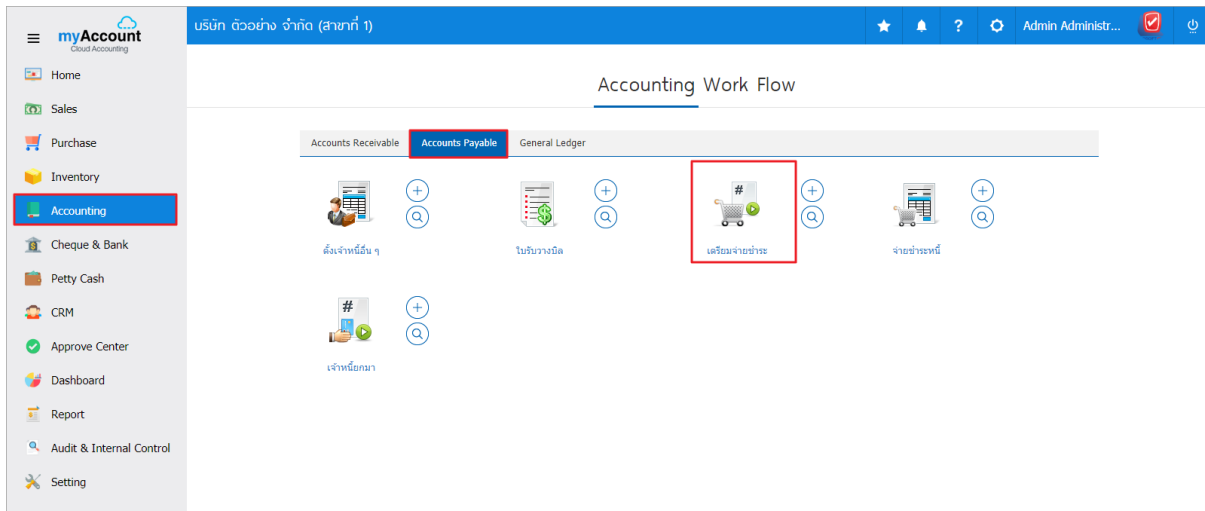 myAccount
Cloud Accounting
บริษัท ตัวอย่าง จำกัด (สาขาที่ 1)
?
Admin Administr...
Home
Sales
Purchase
Inventory
Accounting
Cheque & Bank
Petty Cash
CRM
Approve Center
Dashboard
Report
Audit & Internal Control
Setting
Accounting Work Flow
Accounts Receivable
Accounts Payable
General Ledger
ตั้งเจ้าหนี้อื่น ๆ
ใบรับวางบิล
#
เตรียมจ่ายชำระ
จ่ายชำระหนี้
#
เจ้าหนี้ยกมา